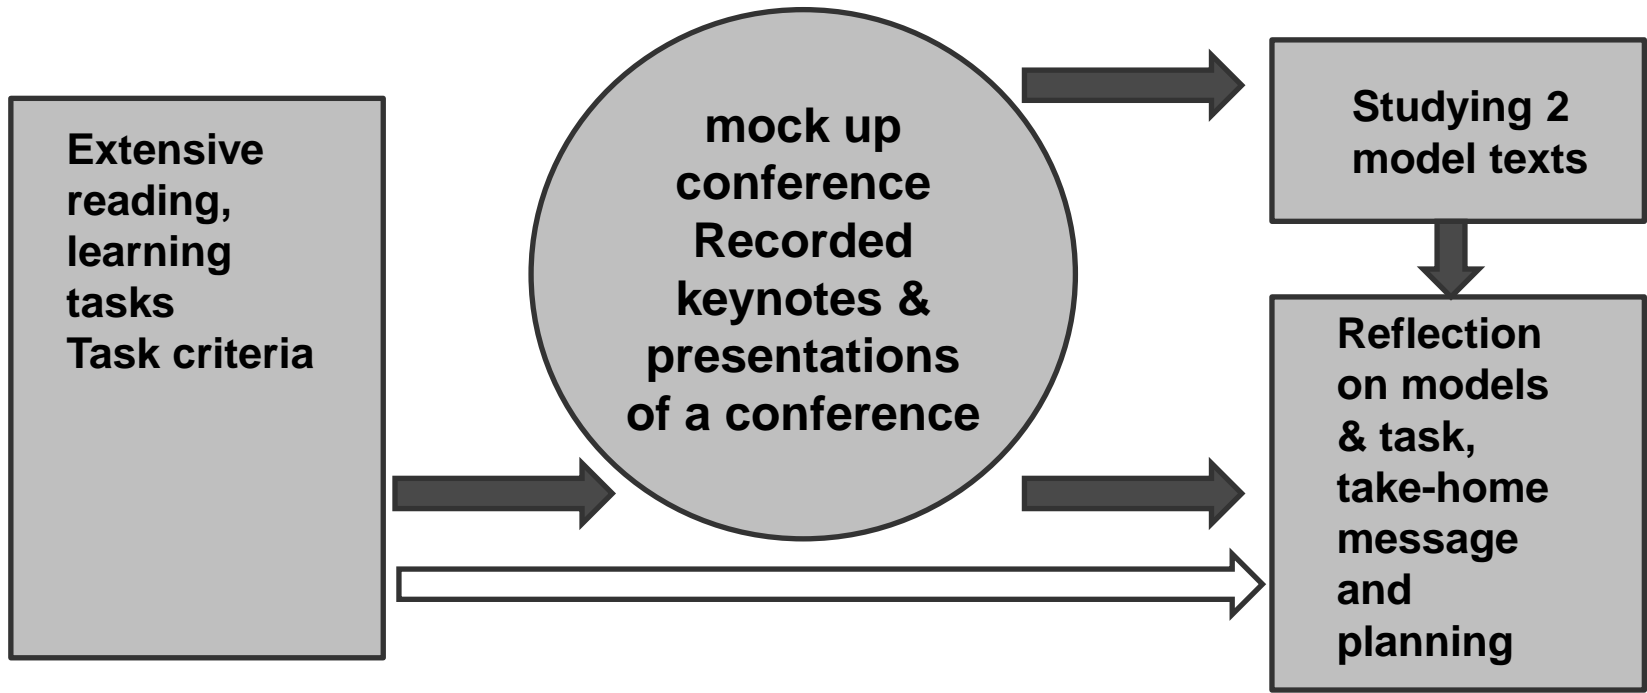 Extensive
reading,
learning
tasks
Task criteria
mock up
conference
Recorded
keynotes &
presentations
of a conference
Studying 2
model texts
Reflection
on models
& task,
take-home
message
and
planning